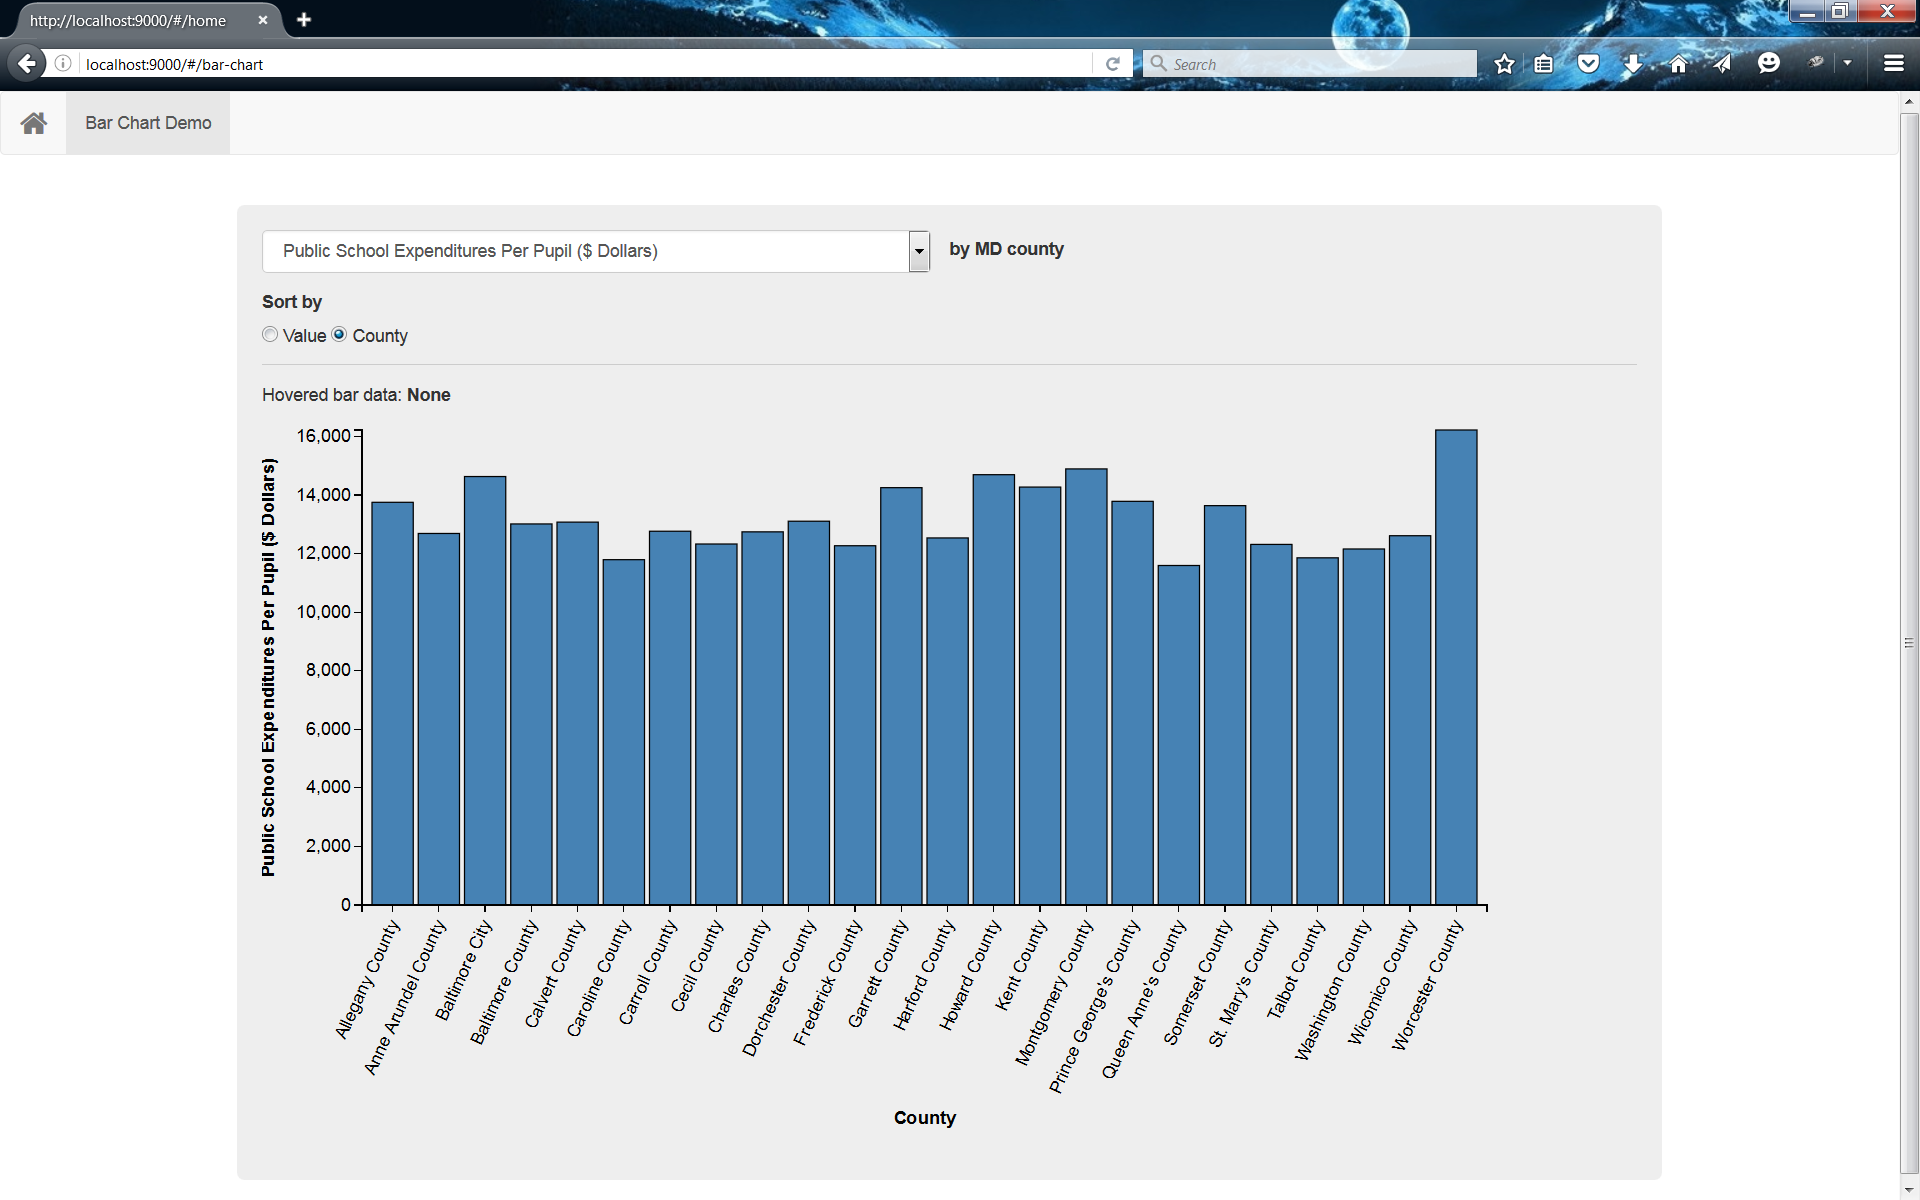 http://localhost:9000/#/home
localhost:9000/#/bar-chart
Search
Bar Chart Demo
Public School Expenditures Per Pupil ($ Dollars)
by MD county
Sort by
Value County
Hovered bar data: None
Public School Expenditures Per Pupil ($ Dollars)
16,000
14,000
12,000
10,000
8,000
6,000
4,000
2,000
0
Allegany County
Anne Arundel County
Baltimore City
Baltimore County
Calvert County
Caroline County
Carroll County
Cecil County
Charles County
Dorchester County
Frederick County
Garrett County
Harford County
Howard County
Kent County
Montgomery County
Prince George's County
Queen Anne's County
Somerset County
St. Mary's County
Talbot County
Washington County
Wicomico County
Worcester County
County